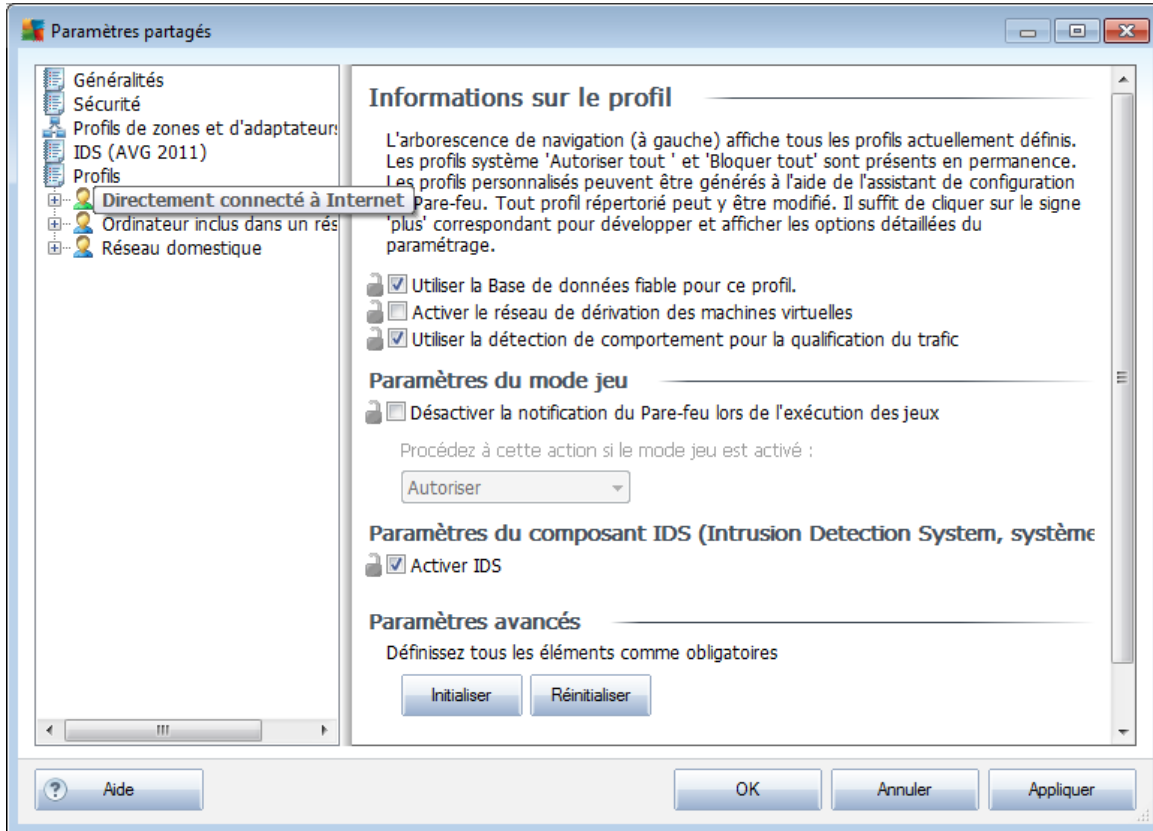 Paramètres partagés
Généralités
Sécurité
Profils de zones et d'adaptateurs
IDS (AVG 2011)
Profils
Directement connecté à Internet
Ordinateur inclus dans un rés
Réseau domestique
Informations sur le profil
L'arborescence de navigation (à gauche) affiche tous les profils actuellement définis.
Les profils système 'Autoriser tout ' et 'Bloquer tout' sont présents en permanence.
Les profils personnalisés peuvent être générés à l'aide de l'assistant de configuration
Pare-feu. Tout profil répertorié peut y être modifié. Il suffit de cliquer sur le signe
'plus' correspondant pour développer et afficher les options détaillées du
paramétrage.
Utiliser la Base de données fiable pour ce profil.
Activer le réseau de dérivation des machines virtuelles
Utiliser la détection de comportement pour la qualification du trafic
Paramètres du mode jeu
Désactiver la notification du Pare-feu lors de l'exécution des jeux
Procédez à cette action si le mode jeu est activé :
Autoriser
Paramètres du composant IDS (Intrusion Detection System, système
Activer IDS
Paramètres avancés
Définissez tous les éléments comme obligatoires
Initialiser
Réinitialiser
? Aide
OK
Annuler
Appliquer